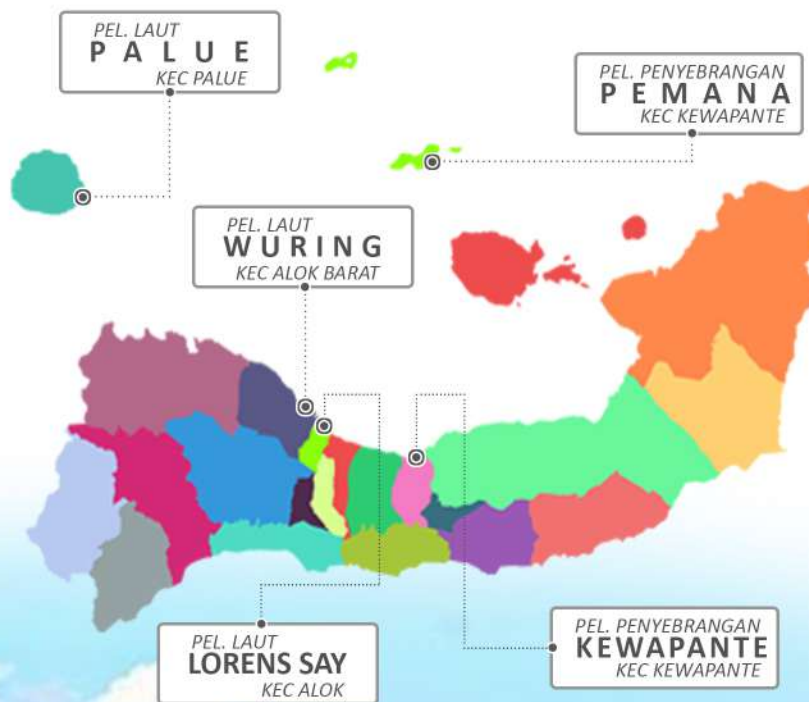 PEL. LAUT
PALUE
KEC PALUE
PEL. PENYEBRANGAN
PEMANA
KEC KEWAPANTE
PEL. LAUT
WURING
KEC ALOK BARAT
PEL. LAUT
LORENS SAY
KEC ALOK
PEL. PENYEBRANGAN
KEWAPANTE
KEC KEWAPANTE